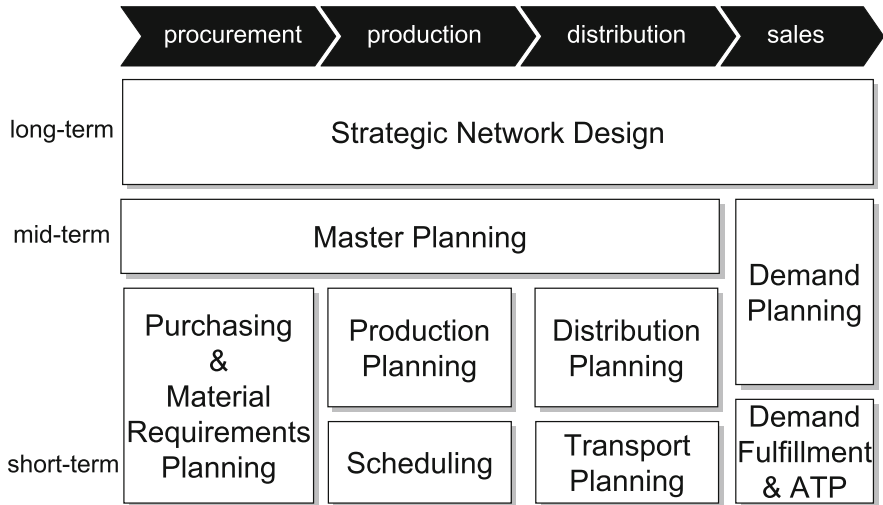 procurement
production
distribution
sales
long-term
Strategic Network Design
mid-term
Master Planning
Demand
Planning
Purchasing
&
Material
Requirements
Planning
Production
Planning
Distribution
Planning
short-term
Scheduling
Transport
Planning
Demand
Fulfillment
& ATP